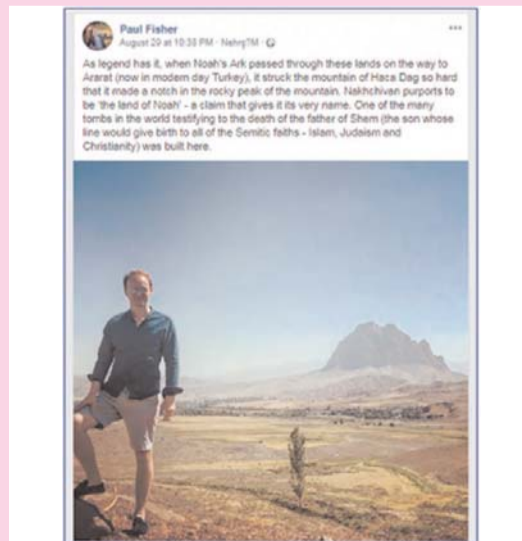 Paul Fisher
August 29 at 10:38 PM ·
As legend has it, when Noah's Ark passed through these lands on the way to
Ararat (now in modern day Turkey), it struck the mountain of Haca Dag so hard
that it made a notch in the rocky peak of the mountain. Nakhchivan purports to
be 'the land of Noah' - a claim that gives it its very name. One of the many
tombs in the world testifying to the death of the father of Shem (the son whose
line would give birth to all of the Semitic faiths - Islam, Judaism and
Christianity) was built here.